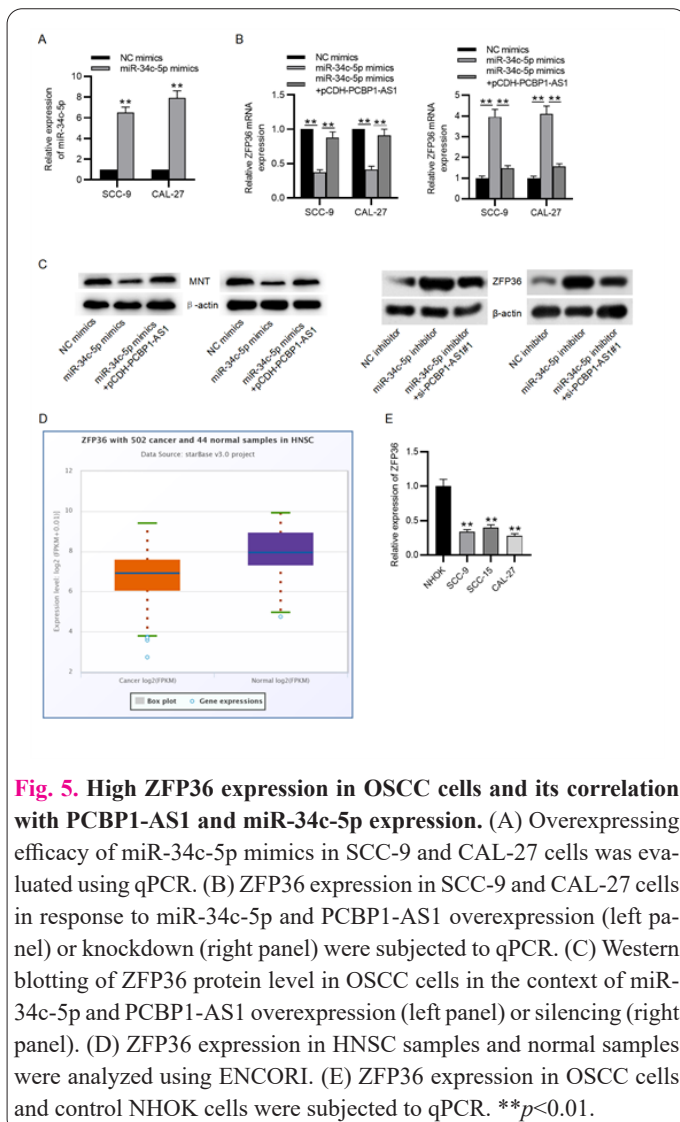 A
NC mimics
miR-34c-5p mimics
Relative expression
of miR-34c-5p
10
8
6
4
2
0
**
**
SCC-9
CAL-27
B
NC mimics
miR-34c-5p mimics
miR-34c-5p mimics
+pCDH-PCBP1-AS1
Relative ZFP36 mRNA
expression
1.5
1.0
0.5
0.0
** **
** **
SCC-9
CAL-27
NC mimics
miR-34c-5p mimics
miR-34c-5p mimics
+pCDH-PCBP1-AS1
Relative ZFP36 mRNA
expression
5
4
3
2
1
0
** **
** **
SCC-9
CAL-27
C
MNT
β-actin
NC mimics
miR-34c-5p mimics
miR-34c-5p mimics
+pCDH-PCBP1-AS1
NC mimics
miR-34c-5p mimics
miR-34c-5p mimics
+pCDH-PCBP1-AS1
ZFP36
β-actin
NC inhibitor
miR-34c-5p inhibitor
miR-34c-5p inhibitor
+si-PCBP1-AS1#1
NC inhibitor
miR-34c-5p inhibitor
miR-34c-5p inhibitor
+si-PCBP1-AS1#1
D
ZFP36 with 502 cancer and 44 normal samples in HNSC
Data Source: starBase v3.0 project
Expression level: log2 (FPKM+0.01)]
12
10
8
6
4
2
Cancer log2(FPKM)
Normal log2(FPKM)
Box plot
Gene expressions
E
Relative expression of ZFP36
1.5
1.0
0.5
0.0
**
**
**
NHOK
SCC-9
SCC-15
CAL-27
Fig. 5. High ZFP36 expression in OSCC cells and its correlation
with PCBP1-AS1 and miR-34c-5p expression. (A) Overexpressing
efficacy of miR-34c-5p mimics in SCC-9 and CAL-27 cells was eva-
luated using qPCR. (B) ZFP36 expression in SCC-9 and CAL-27 cells
in response to miR-34c-5p and PCBP1-AS1 overexpression (left pa-
nel) or knockdown (right panel) were subjected to qPCR. (C) Western
blotting of ZFP36 protein level in OSCC cells in the context of miR-
34c-5p and PCBP1-AS1 overexpression (left panel) or silencing (right
panel). (D) ZFP36 expression in HNSC samples and normal samples
were analyzed using ENCORI. (E) ZFP36 expression in OSCC cells
and control NHOK cells were subjected to qPCR. **p<0.01.